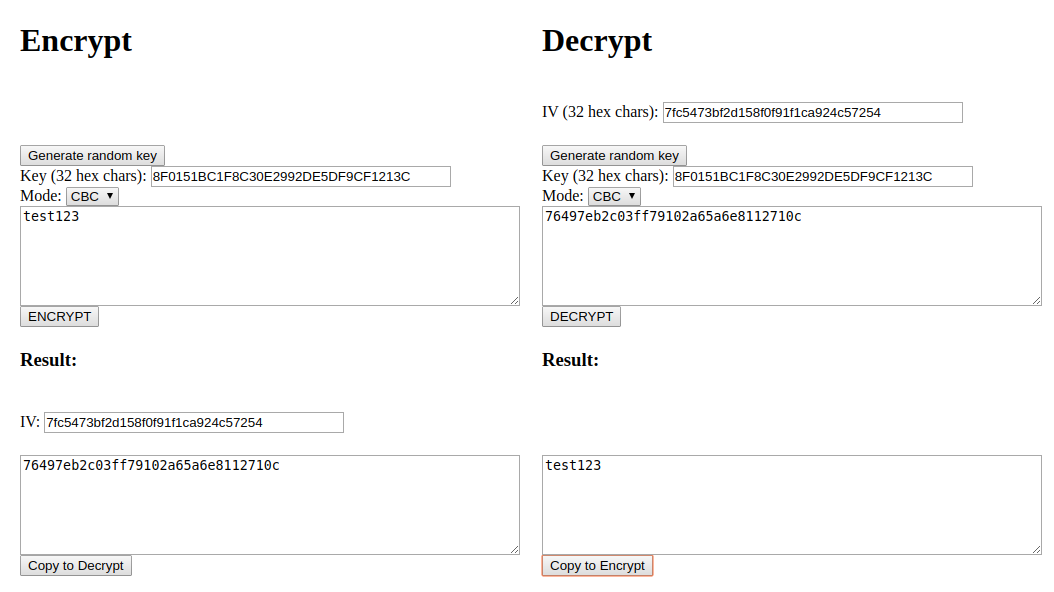 Encrypt
Generate random key
Key (32 hex chars): 8F0151BC1F8C30E2992DE5DF9CF1213C
Mode: CBC
test123
ENCRYPT
Result:
IV: 7fc5473bf2d158f0f91f1ca924c57254
76497eb2c03ff79102a65a6e8112710c
Copy to Decrypt
Decrypt
IV (32 hex chars): 7fc5473bf2d158f0f91f1ca924c57254
Generate random key
Key (32 hex chars): 8F0151BC1F8C30E2992DE5DF9CF1213C
Mode: CBC
76497eb2c03ff79102a65a6e8112710c
DECRYPT
Result:
test123
Copy to Encrypt